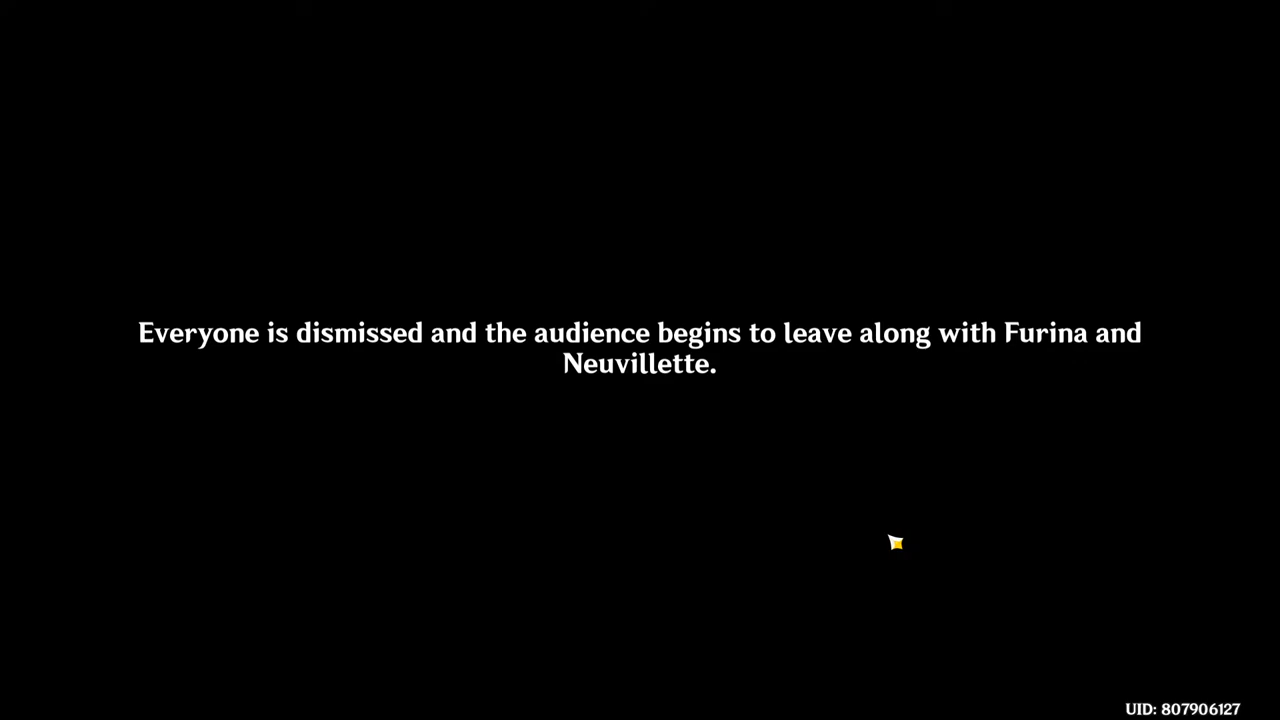 Everyone is dismissed and the audience begins to leave along with Furina and
Neuvillette.
UID: 807906127